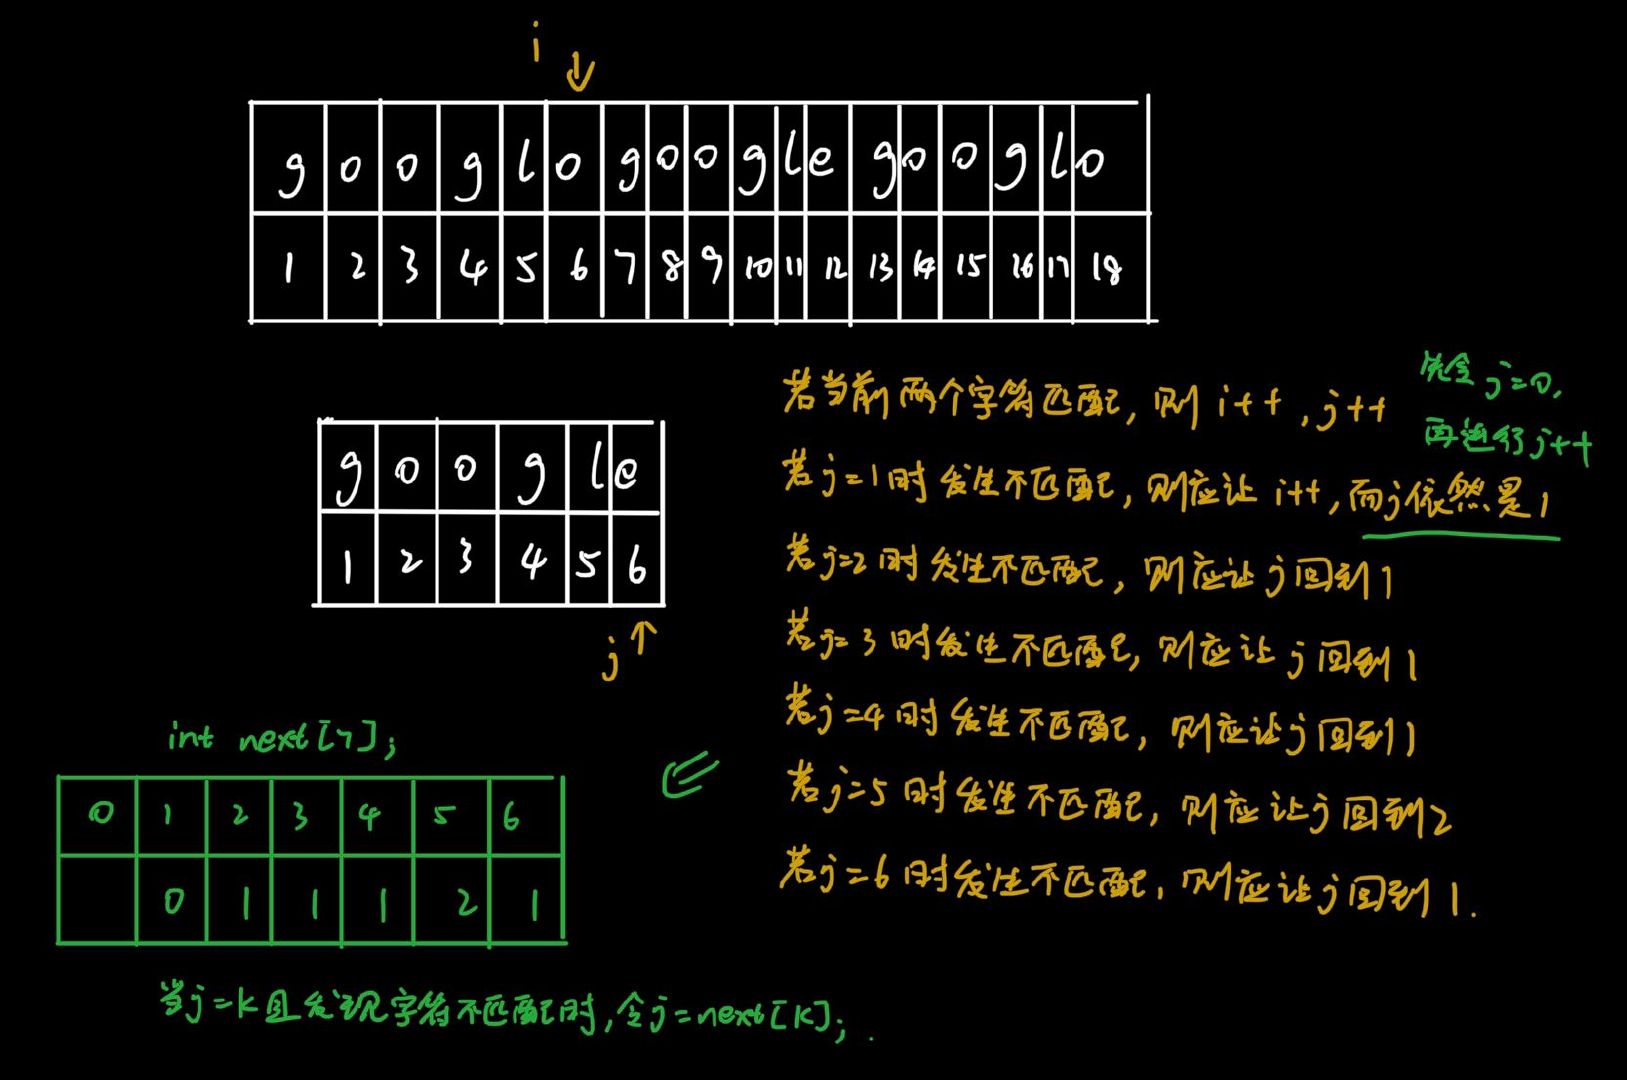 i
g o o g l o g o o g l e g o o g l o
1 2 3 4 5 6 7 8 9 10 11 12 13 14 15 16 17 18
若当前两个字符匹配, 则 i++, j++
先令 j=0,
再进行 j++
若j=1时发生不匹配, 则应让 i++, 而j依然是1
若j=2时发生不匹配, 则应让j回到1
若j=3时发生不匹配, 则应让j回到1
若j=4时发生不匹配, 则应让j回到1
若j=5时发生不匹配, 则应让j回到2
若j=6时发生不匹配, 则应让j回到1.
g o o g l e
1 2 3 4 5 6
j
int next[7];
0 1 2 3 4 5 6
0 1 1 1 2 1
当j=k且发现字符不匹配时, 令j=next[k];